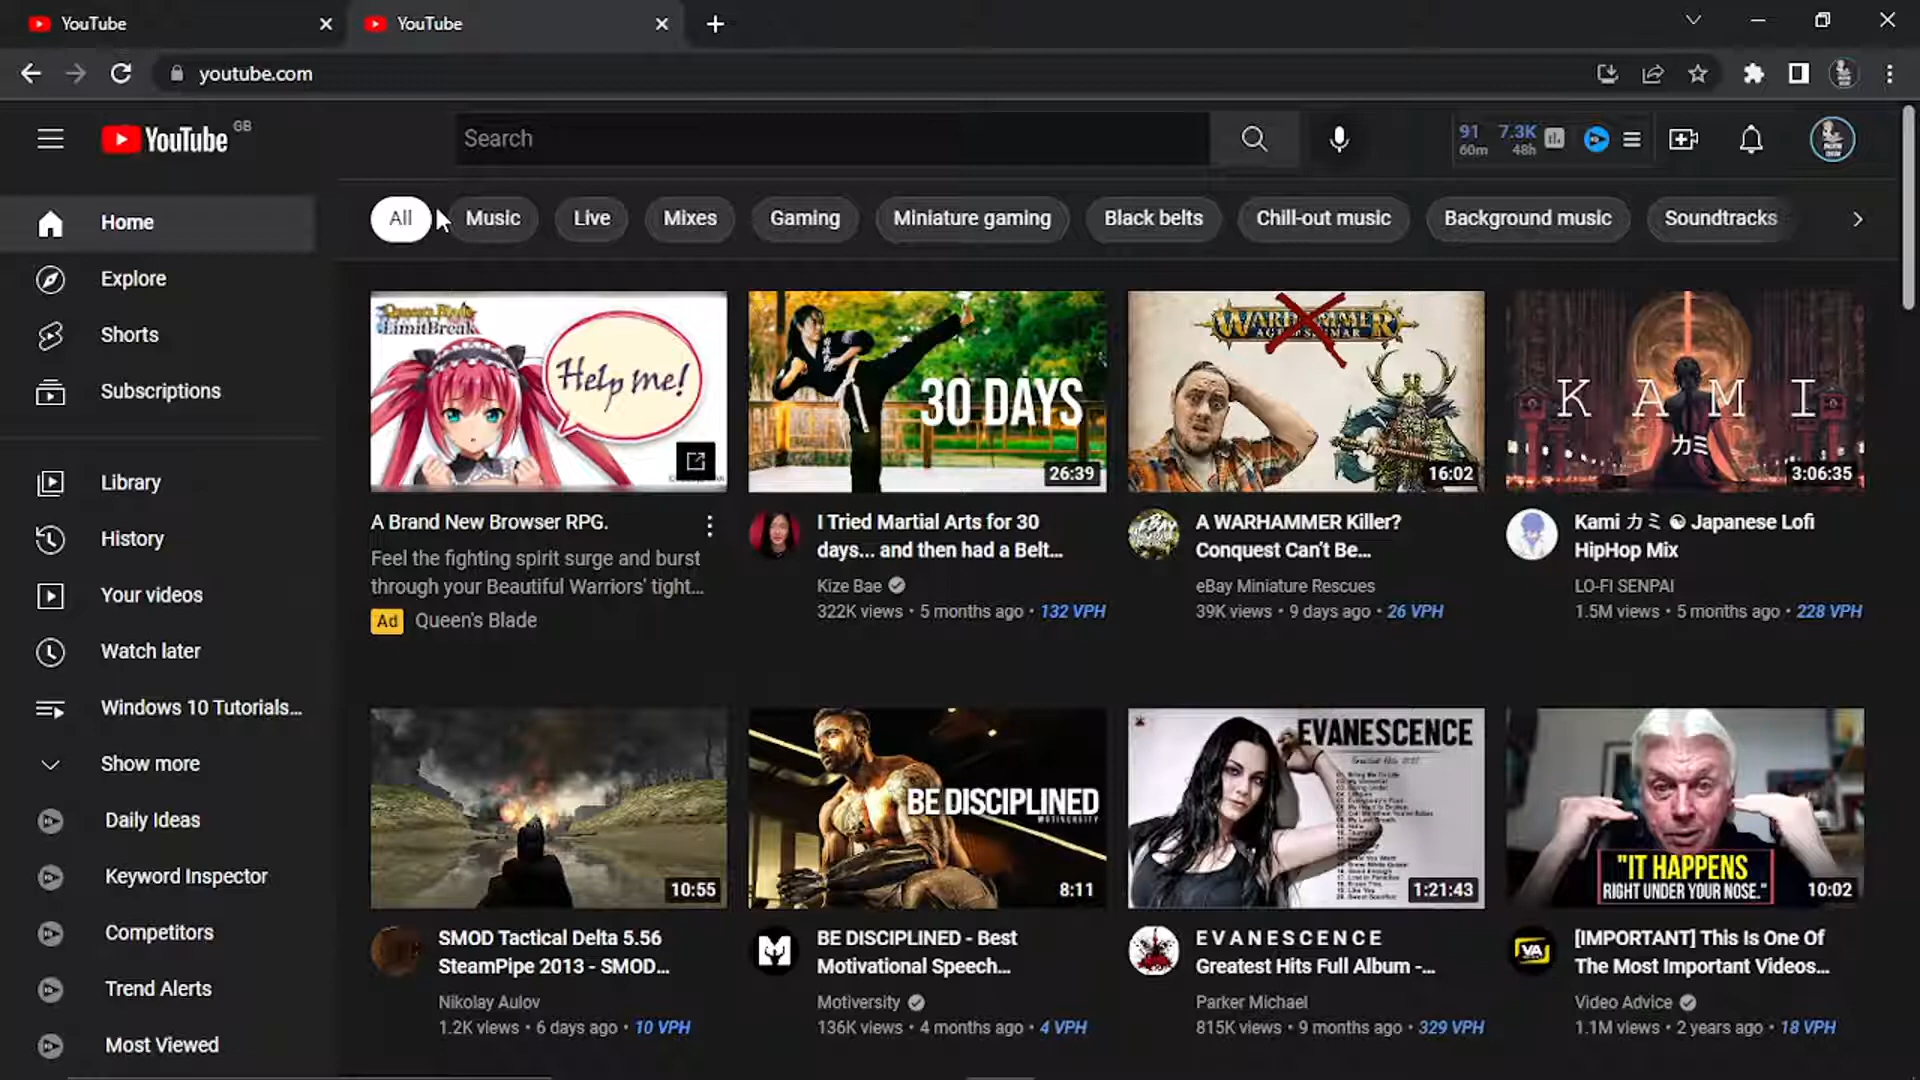 YouTube
YouTube
youtube.com
YouTube GB
Search
91 7.3K
60m 48h
Home
Explore
Shorts
Subscriptions
Library
History
Your videos
Watch later
Windows 10 Tutorials...
Show more
Daily Ideas
Keyword Inspector
Competitors
Trend Alerts
Most Viewed
All Music Live Mixes Gaming Miniature gaming Black belts Chill-out music Background music Soundtracks
Queen's Blade
LimitBreak
Help me!
A Brand New Browser RPG.
Feel the fighting spirit surge and burst
through your Beautiful Warriors' tight...
Ad Queen's Blade
30 DAYS
26:39
I Tried Martial Arts for 30
days... and then had a Belt...
Kize Bae
322K views • 5 months ago • 132 VPH
WARHAMMER
AGE OF SIGMAR
16:02
A WARHAMMER Killer?
Conquest Can't Be...
eBay Miniature Rescues
39K views • 9 days ago • 26 VPH
K A M I
カミ
3:06:35
Kami カミ ☯ Japanese Lofi
HipHop Mix
LO-FI SENPAI
1.5M views • 5 months ago • 228 VPH
10:55
SMOD Tactical Delta 5.56
SteamPipe 2013 - SMOD...
Nikolay Aulov
1.2K views • 6 days ago • 10 VPH
BE DISCIPLINED
MOTIVERSITY
8:11
BE DISCIPLINED - Best
Motivational Speech...
Motiversity
136K views • 4 months ago • 4 VPH
EVANESCENCE
1:21:43
E V A N E S C E N C E
Greatest Hits Full Album -...
Parker Michael
815K views • 9 months ago • 329 VPH
"IT HAPPENS
RIGHT UNDER YOUR NOSE."
10:02
VA
[IMPORTANT] This Is One Of
The Most Important Videos...
Video Advice
1.1M views • 2 years ago • 18 VPH